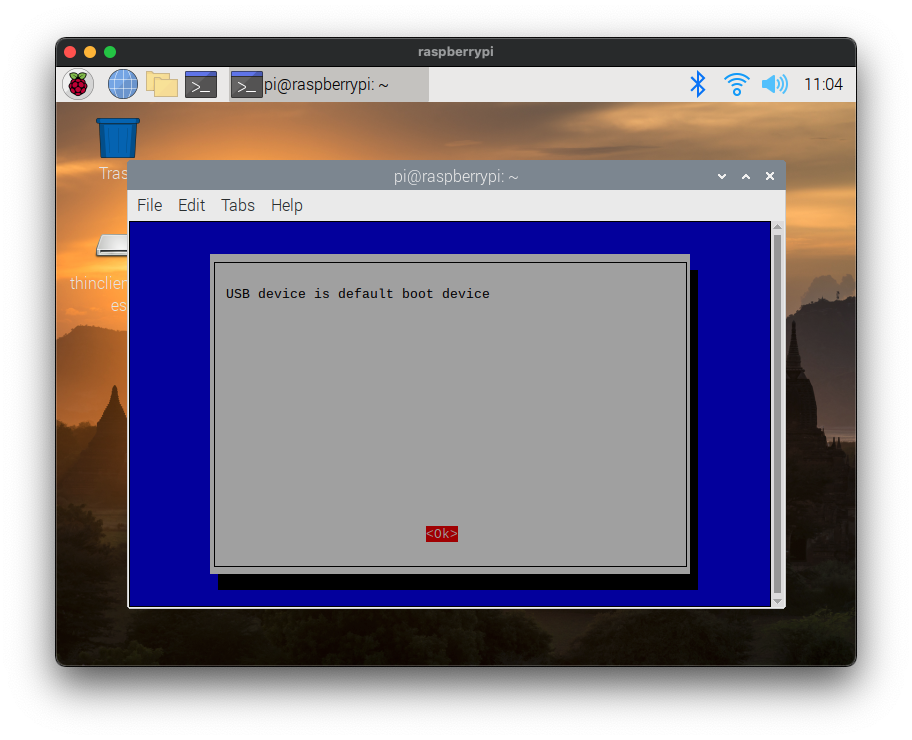 raspberrypi
pi@raspberrypi: ~
11:04
Tras
pi@raspberrypi: ~
File Edit Tabs Help
thinclien
es
USB device is default boot device
<Ok>